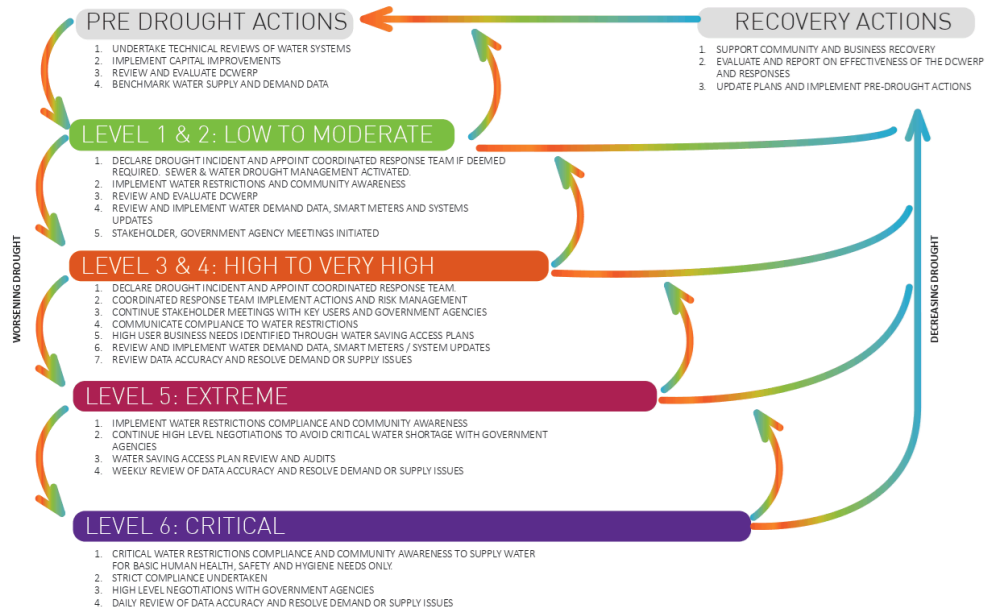 PRE DROUGHT ACTIONS
1. UNDERTAKE TECHNICAL REVIEWS OF WATER SYSTEMS
2. IMPLEMENT CAPITAL IMPROVEMENTS
3. REVIEW AND EVALUATE DCWERP
4. BENCHMARK WATER SUPPLY AND DEMAND DATA
RECOVERY ACTIONS
1. SUPPORT COMMUNITY AND BUSINESS RECOVERY
2. EVALUATE AND REPORT ON EFFECTIVENESS OF THE DCWERP
AND RESPONSES
3. UPDATE PLANS AND IMPLEMENT PRE-DROUGHT ACTIONS
LEVEL 1 & 2: LOW TO MODERATE
1. DECLARE DROUGHT INCIDENT AND APPOINT COORDINATED RESPONSE TEAM IF DEEMED
REQUIRED. SEWER & WATER DROUGHT MANAGEMENT ACTIVATED.
2. IMPLEMENT WATER RESTRICTIONS AND COMMUNITY AWARENESS
3. REVIEW AND EVALUATE DCWERP
4. REVIEW AND IMPLEMENT WATER DEMAND DATA, SMART METERS AND SYSTEMS
UPDATES
5. STAKEHOLDER, GOVERNMENT AGENCY MEETINGS INITIATED
LEVEL 3 & 4: HIGH TO VERY HIGH
1. DECLARE DROUGHT INCIDENT AND APPOINT COORDINATED RESPONSE TEAM.
2. COORDINATED RESPONSE TEAM IMPLEMENT ACTIONS AND RISK MANAGEMENT
3. CONTINUE STAKEHOLDER MEETINGS WITH KEY USERS AND GOVERNMENT AGENCIES
4. COMMUNICATE COMPLIANCE TO WATER RESTRICTIONS
5. HIGH USER BUSINESS NEEDS IDENTIFIED THROUGH WATER SAVING ACCESS PLANS
6. REVIEW AND IMPLEMENT WATER DEMAND DATA, SMART METERS / SYSTEM UPDATES
7. REVIEW DATA ACCURACY AND RESOLVE DEMAND OR SUPPLY ISSUES
LEVEL 5: EXTREME
1. IMPLEMENT WATER RESTRICTIONS COMPLIANCE AND COMMUNITY AWARENESS
2. CONTINUE HIGH LEVEL NEGOTIATIONS TO AVOID CRITICAL WATER SHORTAGE WITH GOVERNMENT
AGENCIES
3. WATER SAVING ACCESS PLAN REVIEW AND AUDITS
4. WEEKLY REVIEW OF DATA ACCURACY AND RESOLVE DEMAND OR SUPPLY ISSUES
LEVEL 6: CRITICAL
1. CRITICAL WATER RESTRICTIONS COMPLIANCE AND COMMUNITY AWARENESS TO SUPPLY WATER
FOR BASIC HUMAN HEALTH, SAFETY AND HYGIENE NEEDS ONLY.
2. STRICT COMPLIANCE UNDERTAKEN
3. HIGH LEVEL NEGOTIATIONS WITH GOVERNMENT AGENCIES
4. DAILY REVIEW OF DATA ACCURACY AND RESOLVE DEMAND OR SUPPLY ISSUES
WORSENING DROUGHT
DECREASING DROUGHT